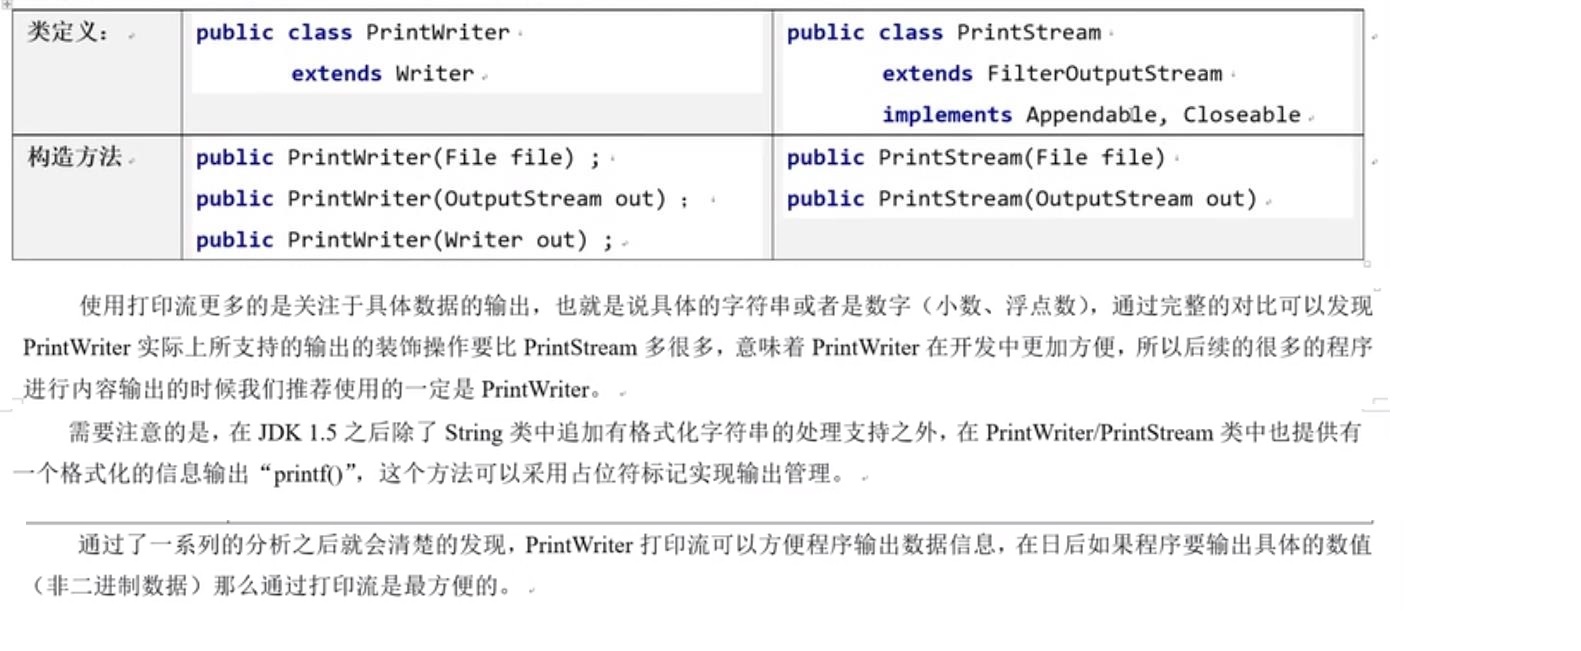 类定义：
public class PrintWriter
extends Writer
public class PrintStream
extends FilterOutputStream
implements Appendable, Closeable
构造方法
public PrintWriter(File file) ;
public PrintWriter(OutputStream out) ;
public PrintWriter(Writer out) ;
public PrintStream(File file)
public PrintStream(OutputStream out)
使用打印流更多的是关注于具体数据的输出，也就是说具体的字符串或者是数字（小数、浮点数），通过完整的对比可以发现
PrintWriter 实际上所支持的输出的装饰操作要比 PrintStream 多很多，意味着 PrintWriter 在开发中更加方便，所以后续的很多的程序
进行内容输出的时候我们推荐使用的一定是 PrintWriter。
需要注意的是，在 JDK 1.5 之后除了 String 类中追加有格式化字符串的处理支持之外，在 PrintWriter/PrintStream 类中也提供有
一个格式化的信息输出“printf()”，这个方法可以采用占位符标记实现输出管理。
通过了一系列的分析之后就会清楚的发现，PrintWriter 打印流可以方便程序输出数据信息，在日后如果程序要输出具体的数值
（非二进制数据）那么通过打印流是最方便的。